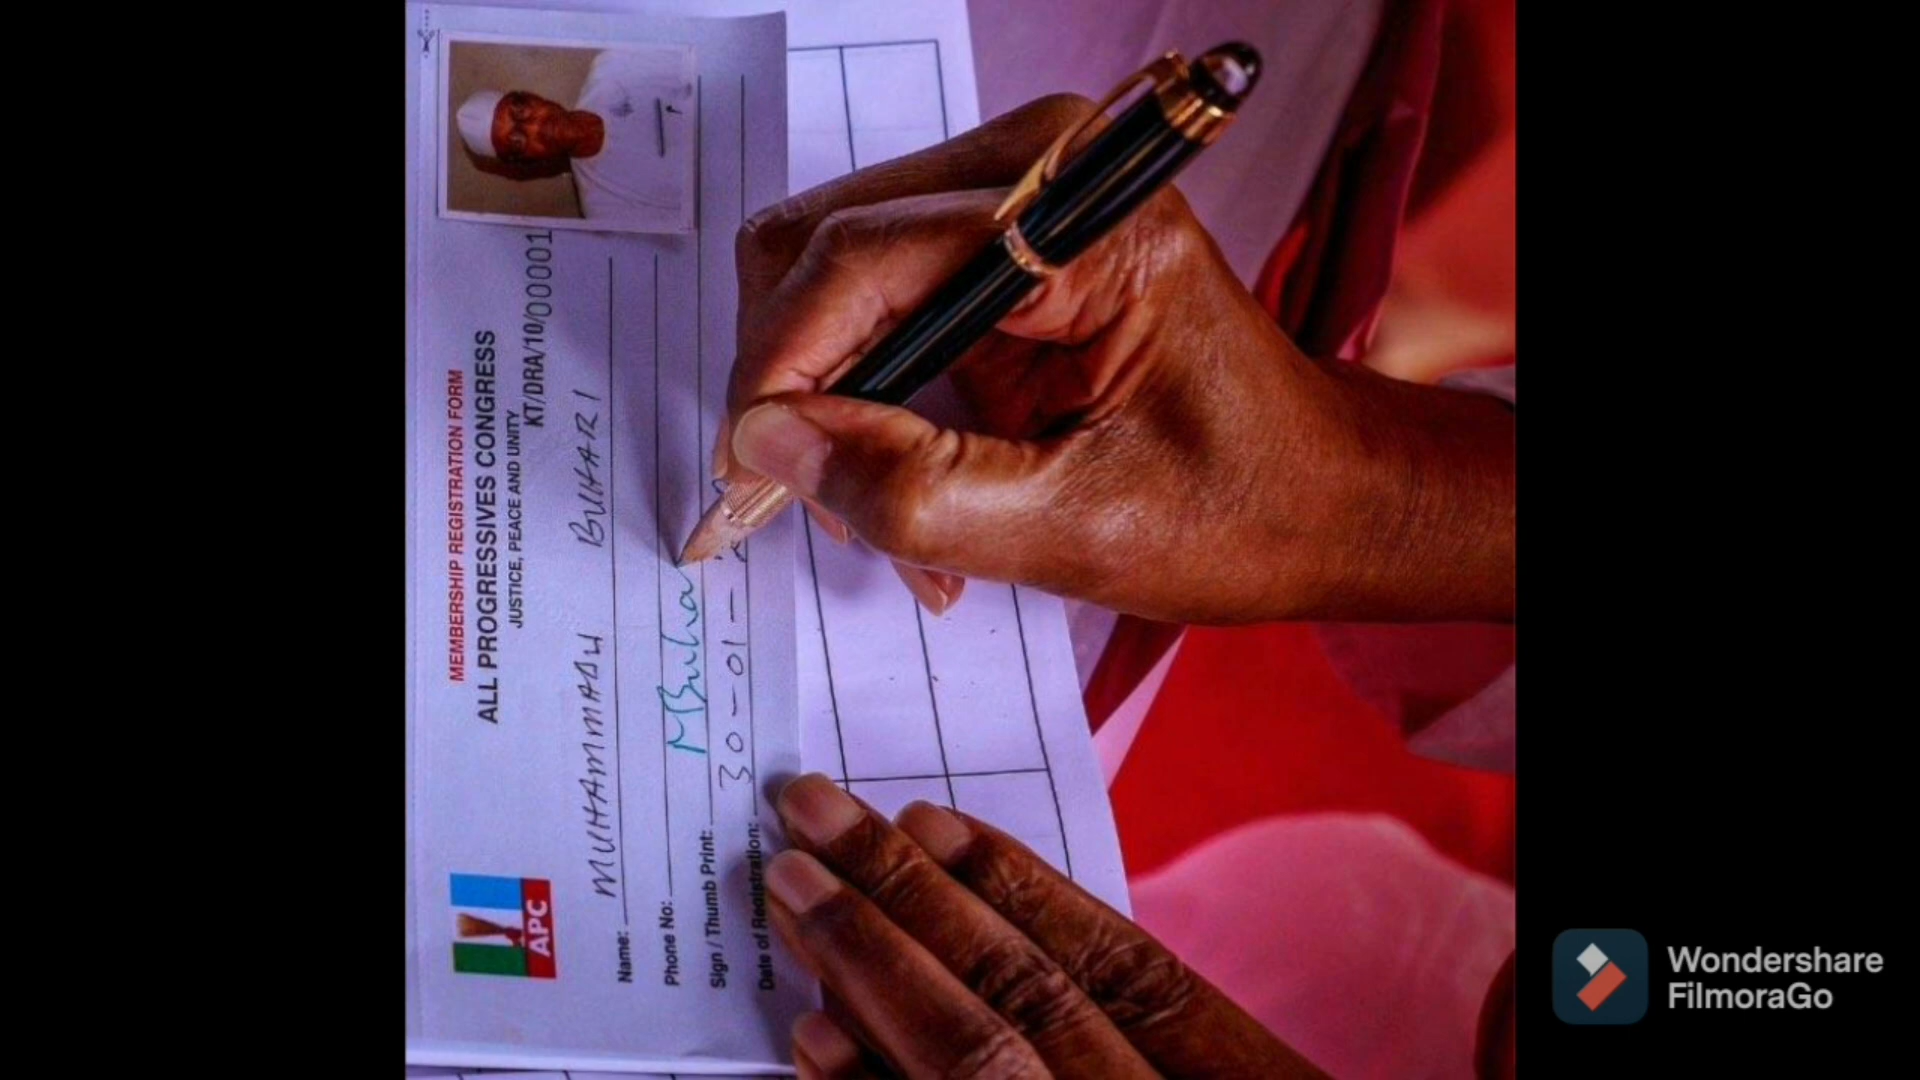 MEMBERSHIP REGISTRATION FORM
ALL PROGRESSIVES CONGRESS
JUSTICE, PEACE AND UNITY
KT/DRA/10/00001
APC
Name: MUHAMMADU BUHARI
Phone No:
Sign / Thumb Print: MBuha
Date of Registration: 30-01-
Wondershare
FilmoraGo